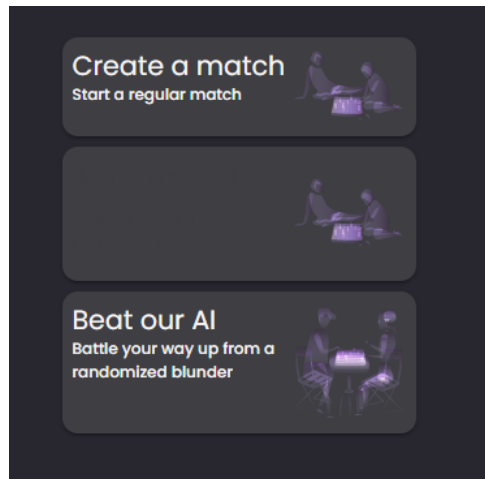 Create a match
Start a regular match
Beat our AI
Battle your way up from a
randomized blunder